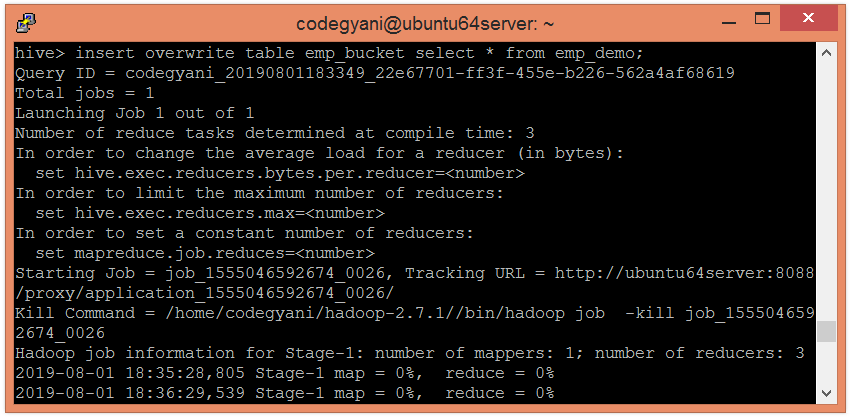 codegyani@ubuntu64server: ~
hive> insert overwrite table emp_bucket select * from emp_demo;
Query ID = codegyani_20190801183349_22e67701-ff3f-455e-b226-562a4af68619
Total jobs = 1
Launching Job 1 out of 1
Number of reduce tasks determined at compile time: 3
In order to change the average load for a reducer (in bytes):
  set hive.exec.reducers.bytes.per.reducer=<number>
In order to limit the maximum number of reducers:
  set hive.exec.reducers.max=<number>
In order to set a constant number of reducers:
  set mapreduce.job.reduces=<number>
Starting Job = job_1555046592674_0026, Tracking URL = http://ubuntu64server:8088
/proxy/application_1555046592674_0026/
Kill Command = /home/codegyani/hadoop-2.7.1//bin/hadoop job  -kill job_155504659
2674_0026
Hadoop job information for Stage-1: number of mappers: 1; number of reducers: 3
2019-08-01 18:35:28,805 Stage-1 map = 0%,  reduce = 0%
2019-08-01 18:36:29,539 Stage-1 map = 0%,  reduce = 0%